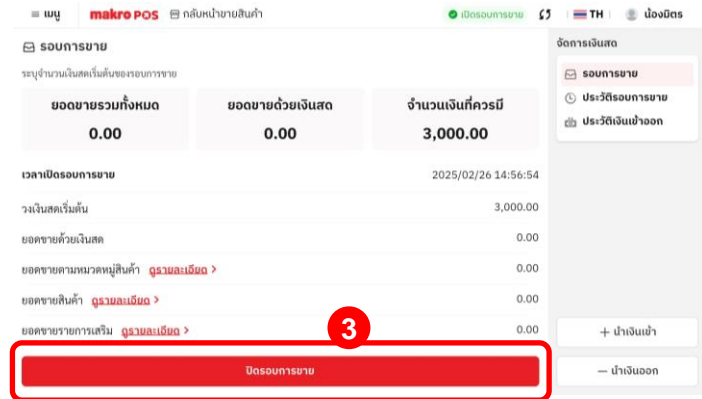 เมนู makro POS กลับหน้าขายสินค้า เปิดรอบการขาย TH น้องมิตร
รอบการขาย
ระบุจำนวนเงินสดเริ่มต้นของรอบการขาย
ยอดขายรวมทั้งหมด ยอดขายด้วยเงินสด จำนวนเงินที่ควรมี
0.00 0.00 3,000.00
เวลาเปิดรอบการขาย 2025/02/26 14:56:54
วงเงินสดเริ่มต้น 3,000.00
ยอดขายด้วยเงินสด 0.00
ยอดขายตามหมวดหมู่สินค้า ดูรายละเอียด > 0.00
ยอดขายสินค้า ดูรายละเอียด > 0.00
ยอดขายรายการเสริม ดูรายละเอียด > 0.00
3
ปิดรอบการขาย
จัดการเงินสด
รอบการขาย
ประวัติรอบการขาย
ประวัติเงินเข้าออก
+ นำเงินเข้า
— นำเงินออก